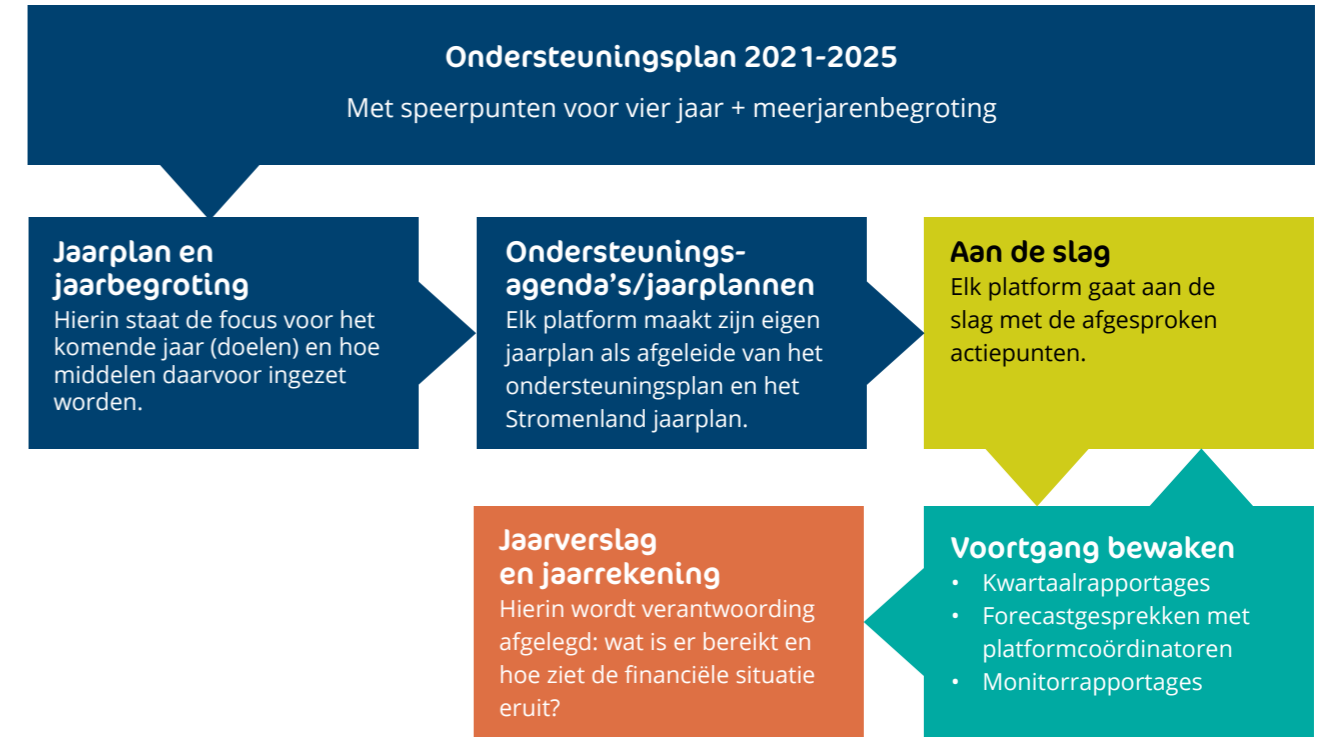 Ondersteuningsplan 2021-2025
Met speerpunten voor vier jaar + meerjarenbegroting
Jaarplan en
jaarbegroting
Hierin staat de focus voor het
komende jaar (doelen) en hoe
middelen daarvoor ingezet
worden.
Ondersteunings-
agenda's/jaarplannen
Elk platform maakt zijn eigen
jaarplan als afgeleide van het
ondersteuningsplan en het
Stromenland jaarplan.
Aan de slag
Elk platform gaat aan de
slag met de afgesproken
actiepunten.
Voortgang bewaken
• Kwartaalrapportages
• Forecastgesprekken met
platformcoördinatoren
• Monitorrapportages
Jaarverslag
en jaarrekening
Hierin wordt verantwoording
afgelegd: wat is er bereikt en
hoe ziet de financiële situatie
eruit?